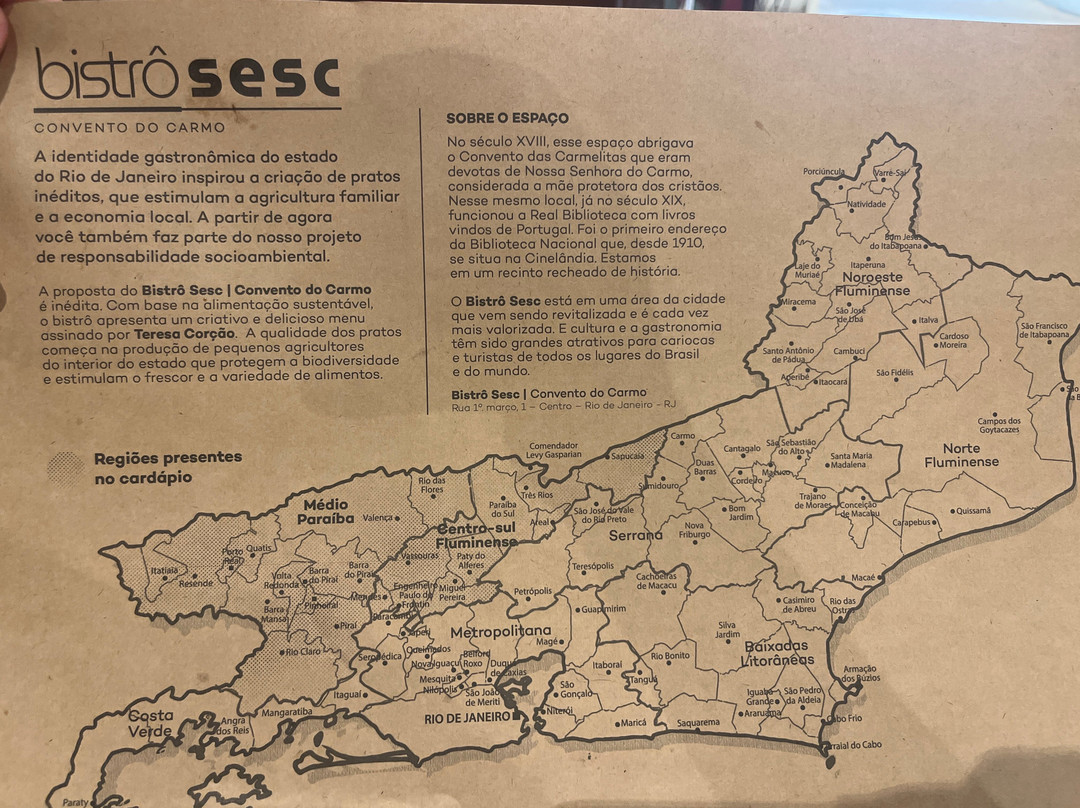 bistrô sesc
CONVENTO DO CARMO
A identidade gastronômica do estado
do Rio de Janeiro inspirou a criação de pratos
inéditos, que estimulam a agricultura familiar
e a economia local. A partir de agora
você também faz parte do nosso projeto
de responsabilidade socioambiental.
A proposta do Bistrô Sesc | Convento do Carmo
é inédita. Com base na alimentação sustentável,
o bistrô apresenta um criativo e delicioso menu
assinado por Teresa Corção. A qualidade dos pratos
começa na produção de pequenos agricultores
do interior do estado que protegem a biodiversidade
e estimulam o frescor e a variedade de alimentos.
SOBRE O ESPAÇO
No século XVIII, esse espaço abrigava
o Convento das Carmelitas que eram
devotas de Nossa Senhora do Carmo,
considerada a mãe protetora dos cristãos.
Nesse mesmo local, já no século XIX,
funcionou a Real Biblioteca com livros
vindos de Portugal. Foi o primeiro endereço
da Biblioteca Nacional que, desde 1910,
se situa na Cinelândia. Estamos
em um recinto recheado de história.
O Bistrô Sesc está em uma área da cidade
que vem sendo revitalizada e é cada vez
mais valorizada. E cultura e a gastronomia
têm sido grandes atrativos para cariocas
e turistas de todos os lugares do Brasil
e do mundo.
Bistrô Sesc | Convento do Carmo
Rua 1º março, 1 – Centro – Rio de Janeiro - RJ
Regiões presentes
no cardápio
Porciúncula
Varre-Sai
Natividade
Bom Jesus
do Itabapoana
Laje do
Muriaé
Itaperuna
Noroeste
Fluminense
Miracema
São José
de Ubá
Italva
Cardoso
Moreira
São Francisco
de Itabapoana
Santo Antônio
de Pádua
Cambuci
Aperibé
Itaocara
São Fidélis
São
Campos dos
Goytacazes
Norte
Fluminense
Comendador
Levy Gasparian
Sapucaia
Carmo
Cantagalo
São Sebastião
do Alto
Santa Maria
Madalena
Duas
Barras
Cordeiro
Macuco
Sumidouro
Rio das
Flores
Três Rios
Paraíba
do Sul
Areal
São José do Vale
do Rio Preto
Bom
Jardim
Trajano
de Moraes
Conceição
de Macabu
Carapebus
Quissamã
Médio
Paraíba
Valença
Centro-sul
Fluminense
Serrana
Nova
Friburgo
Porto
Real
Quatis
Itatiaia
Resende
Volta
Redonda
Barra
do Piraí
Barra
do Piraí
Vassouras
Paty do
Alferes
Teresópolis
Cachoeiras
de Macacu
Macaé
Barra
Mansa
Pinheiral
Mendes
Engenheiro
Paulo de
Frontin
Miguel
Pereira
Petrópolis
Guapimirim
Casimiro
de Abreu
Rio das
Ostras
Piraí
Paracambi
Japeri
Metropolitana
Magé
Silva
Jardim
Baixadas
Litorâneas
Rio Claro
Seropédica
Queimados
Nova Iguaçu
Belford
Roxo
Duque
de Caxias
Mesquita
Nilópolis
São João
de Meriti
Itaboraí
Tanguá
Rio Bonito
Armação
dos Búzios
Itaguaí
São
Gonçalo
Iguaba
Grande
São Pedro
da Aldeia
Costa
Verde
Angra
dos Reis
Mangaratiba
RIO DE JANEIRO
Niterói
Maricá
Saquarema
Araruama
Cabo Frio
Arraial do Cabo
Paraty